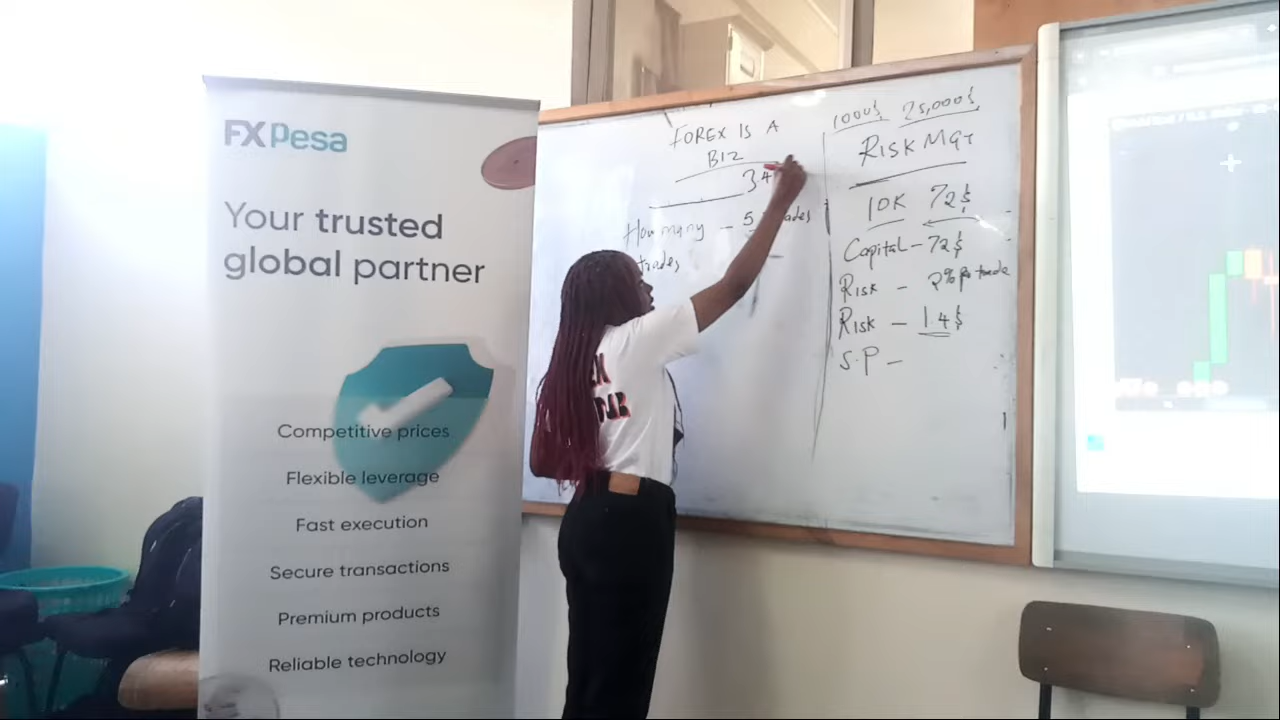 FXPesa
Your trusted
global partner
Competitive prices
Flexible leverage
Fast execution
Secure transactions
Premium products
Reliable technology
FOREX IS A
BIZ
34
How many - 5
trades
1000$ 25,000$
RISK MGT
10K 72$
Capital - 72$
Risk - 2% per trade
Risk - 1.4$
S.P -